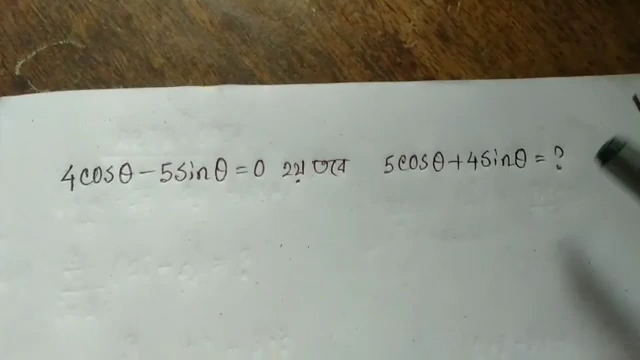 4cosθ - 5sinθ = 0 হয় তবে 5cosθ + 4sinθ = ?